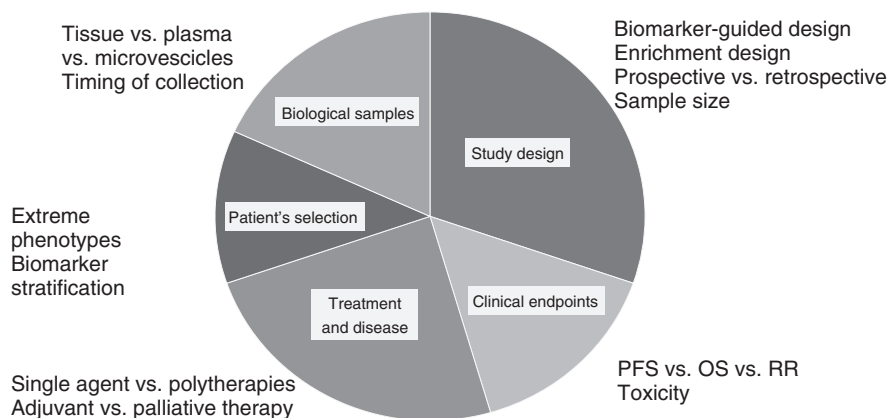 Tissue vs. plasma
vs. microvescicles
Timing of collection
Biomarker-guided design
Enrichment design
Prospective vs. retrospective
Sample size
Biological samples
Study design
Patient's selection
Extreme
phenotypes
Biomarker
stratification
Clinical endpoints
Treatment
and disease
PFS vs. OS vs. RR
Toxicity
Single agent vs. polytherapies
Adjuvant vs. palliative therapy